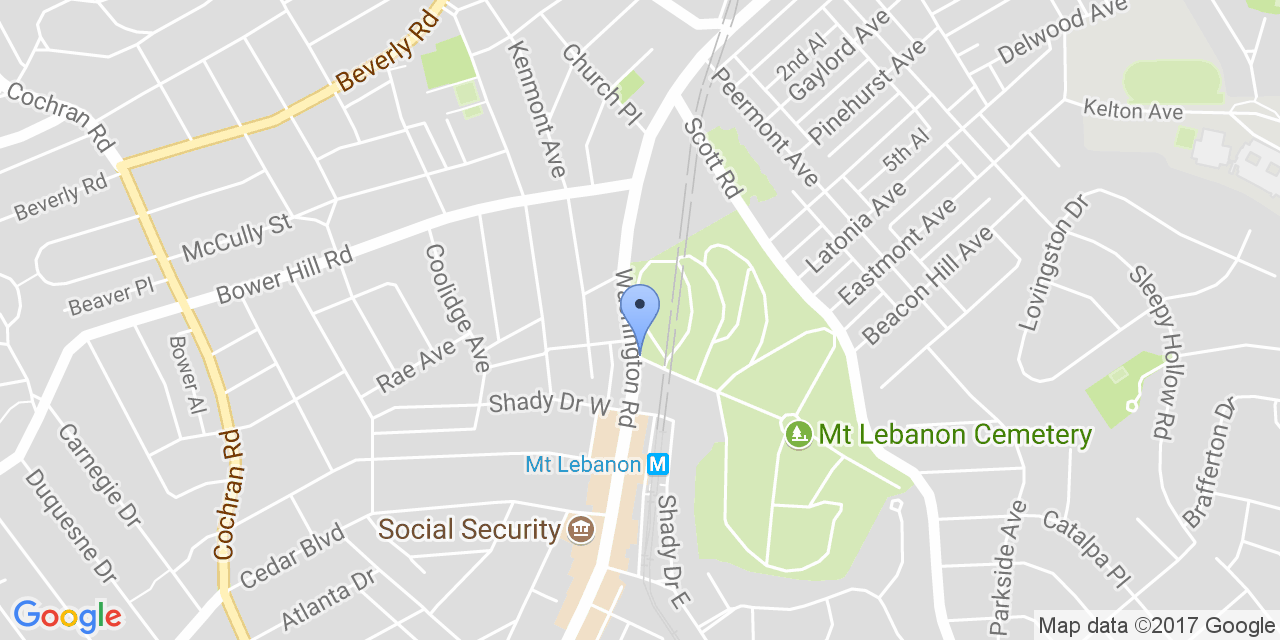 Beverly Rd
Delwood Ave
2nd Al
Gaylord Ave
Kenmont Ave
Church Pl
Pinehurst Ave
Peermont Ave
Cochran Rd
Kelton Ave
Scott Rd
5th Al
Beverly Rd
McCully St
Latonia Ave
Eastmont Ave
Beacon Hill Ave
Lovingston Dr
Bower Hill Rd
Beaver Pl
Coolidge Ave
Sleepy Hollow Rd
Washington Rd
Rae Ave
Bower Al
Shady Dr W
Mt Lebanon Cemetery
Brafferton Dr
Cochran Rd
Carnegie Dr
Duquesne Dr
Mt Lebanon M
Social Security
Shady Dr E
Cedar Blvd
Atlanta Dr
Parkside Ave
Catalpa Pl
Google
Map data ©2017 Google